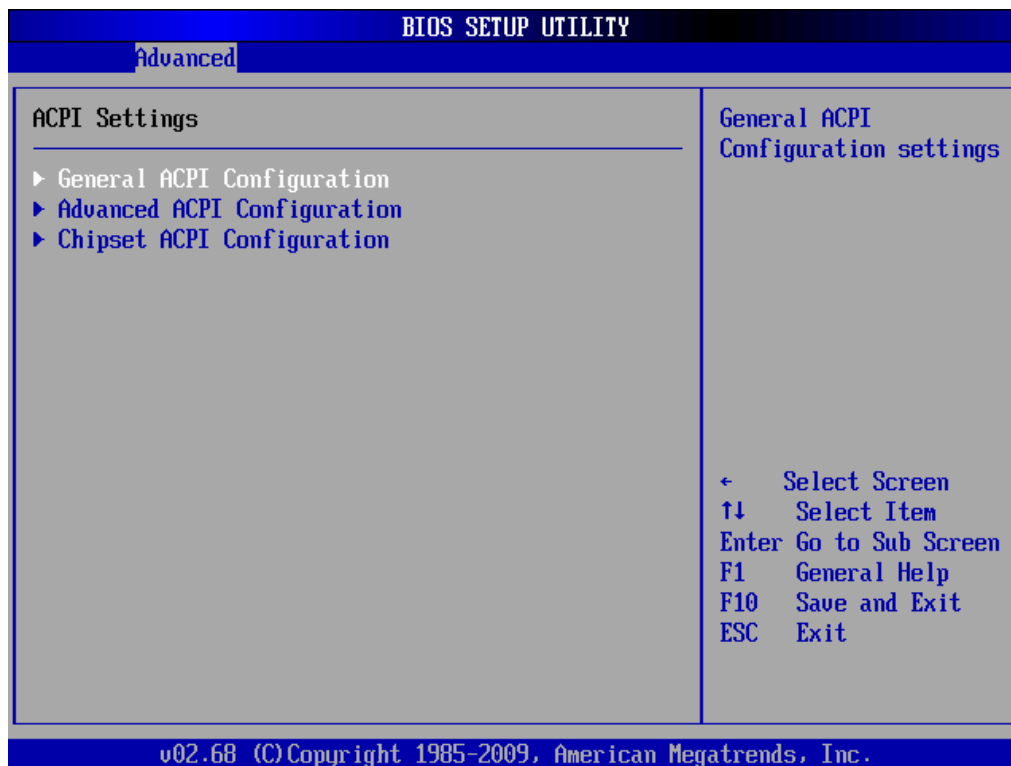 BIOS SETUP UTILITY
Advanced
ACPI Settings
▶ General ACPI Configuration
▶ Advanced ACPI Configuration
▶ Chipset ACPI Configuration
General ACPI
Configuration settings
← Select Screen
↑↓ Select Item
Enter Go to Sub Screen
F1 General Help
F10 Save and Exit
ESC Exit
v02.68 (C)Copyright 1985-2009, American Megatrends, Inc.